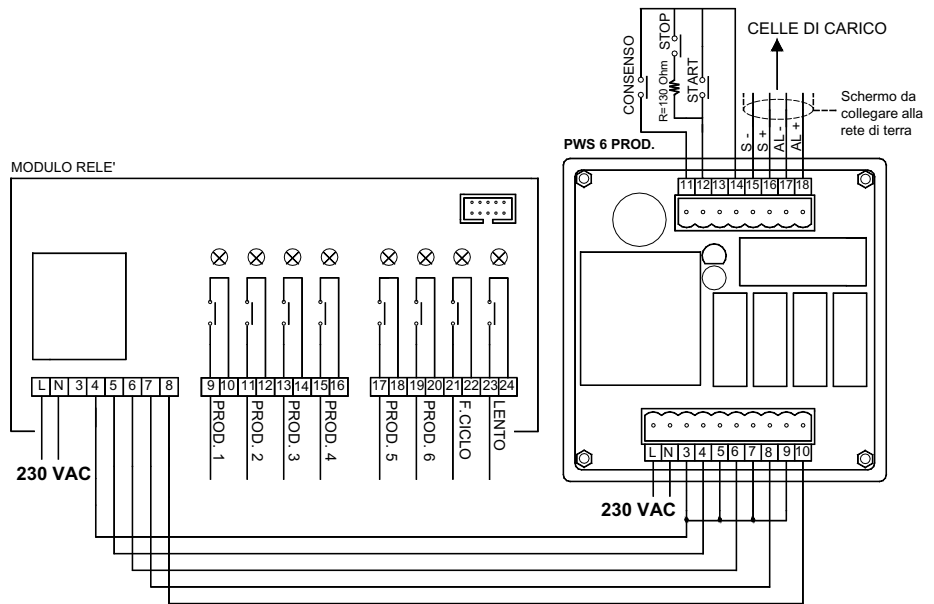 STOP
CELLE DI CARICO
CONSENSO
R=130 Ohm
START
Schermo da
collegare alla
rete di terra
S -
S +
AL -
AL +
PWS 6 PROD.
11 12 13 14 15 16 17 18
MODULO RELE'
L N 3 4 5 6 7 8
9 10 11 12 13 14 15 16
17 18 19 20 21 22 23 24
PROD. 1
PROD. 2
PROD. 3
PROD. 4
PROD. 5
PROD. 6
F.CICLO
LENTO
230 VAC
L N 3 4 5 6 7 8 9 10
230 VAC